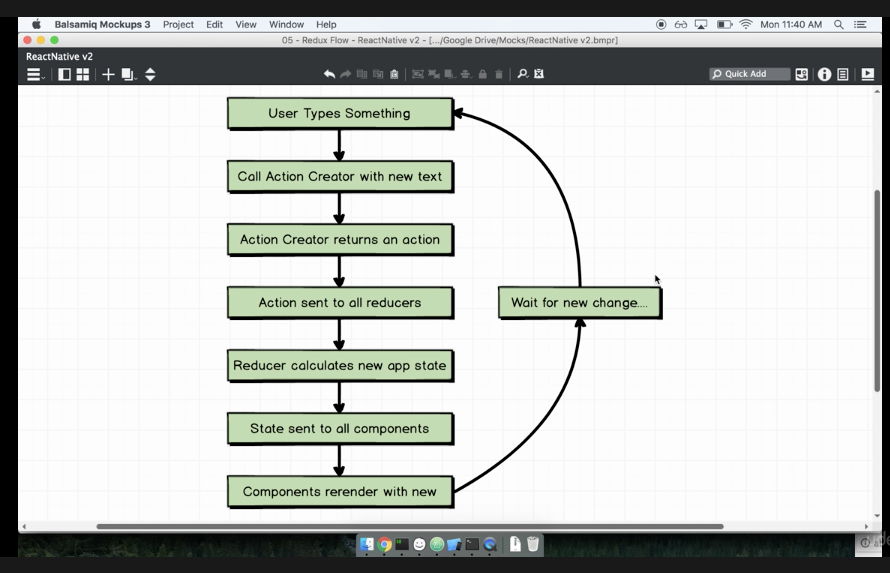 Balsamiq Mockups 3 Project Edit View Window Help Mon 11:40 AM
05 - Redux Flow - ReactNative v2 - [.../Google Drive/Mocks/ReactNative v2.bmpr]
ReactNative v2
Quick Add
User Types Something
Call Action Creator with new text
Action Creator returns an action
Action sent to all reducers
Wait for new change....
Reducer calculates new app state
State sent to all components
Components rerender with new